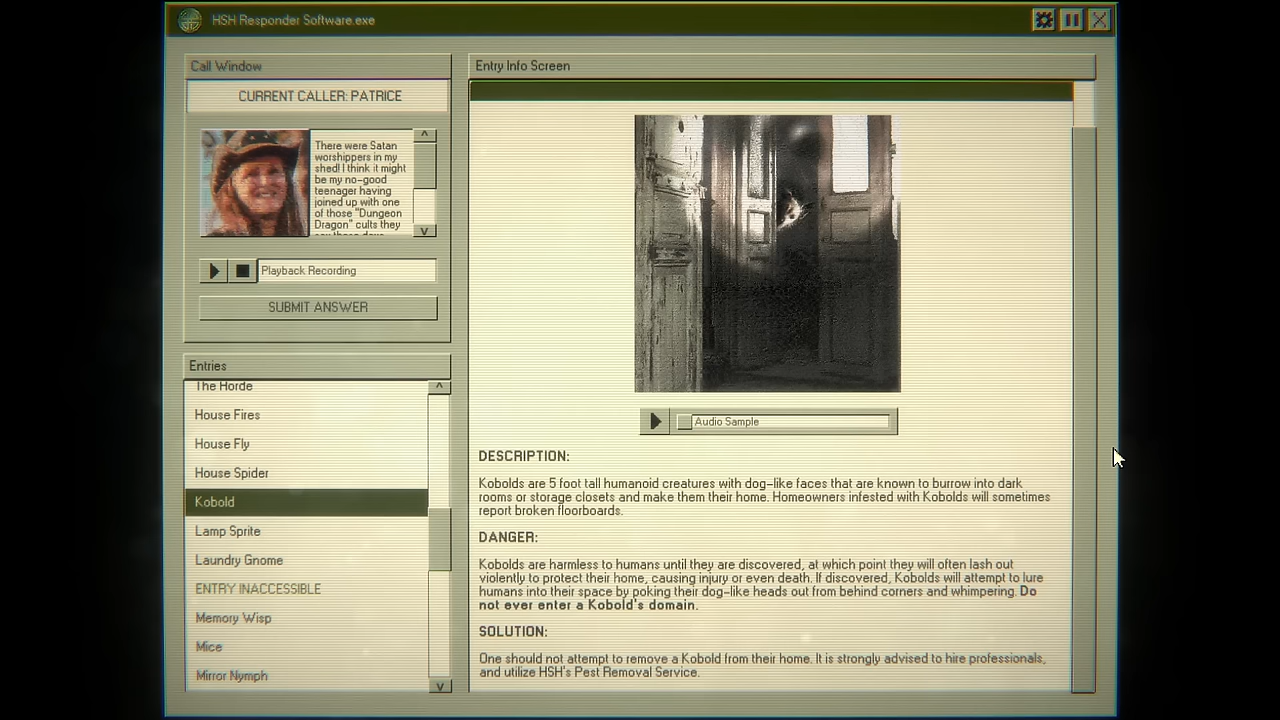 HSH Responder Software.exe
Call Window
CURRENT CALLER: PATRICE
There were Satan
worshippers in my
shed! I think it might
be my no-good
teenager having
joined up with one
of those "Dungeon
Dragon" cults they
Playback Recording
SUBMIT ANSWER
Entries
The Horde
House Fires
House Fly
House Spider
Kobold
Lamp Sprite
Laundry Gnome
ENTRY INACCESSIBLE
Memory Wisp
Mice
Mirror Nymph
Entry Info Screen
Audio Sample
DESCRIPTION:
Kobolds are 5 foot tall humanoid creatures with dog-like faces that are known to burrow into dark
rooms or storage closets and make them their home. Homeowners infested with Kobolds will sometimes
report broken floorboards.
DANGER:
Kobolds are harmless to humans until they are discovered, at which point they will often lash out
violently to protect their home, causing injury or even death. If discovered, Kobolds will attempt to lure
humans into their space by poking their dog-like heads out from behind corners and whimpering. Do
not ever enter a Kobold's domain.
SOLUTION:
One should not attempt to remove a Kobold from their home. It is strongly advised to hire professionals,
and utilize HSH's Pest Removal Service.